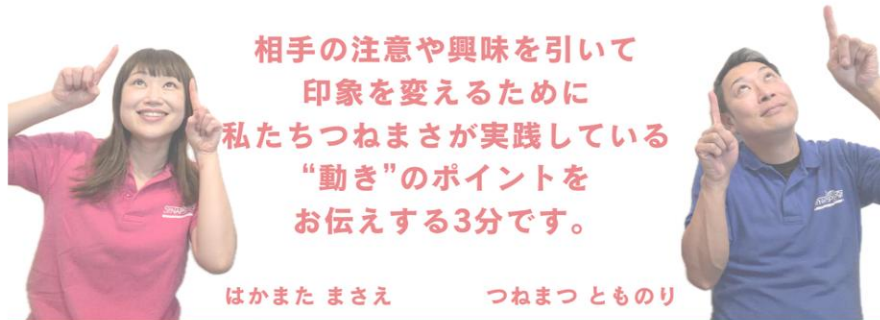 相手の注意や興味を引いて
印象を変えるために
私たちつねまさが実践している
“動き”のポイントを
お伝えする3分です。
はかまた まさえ
つねまつ とものり